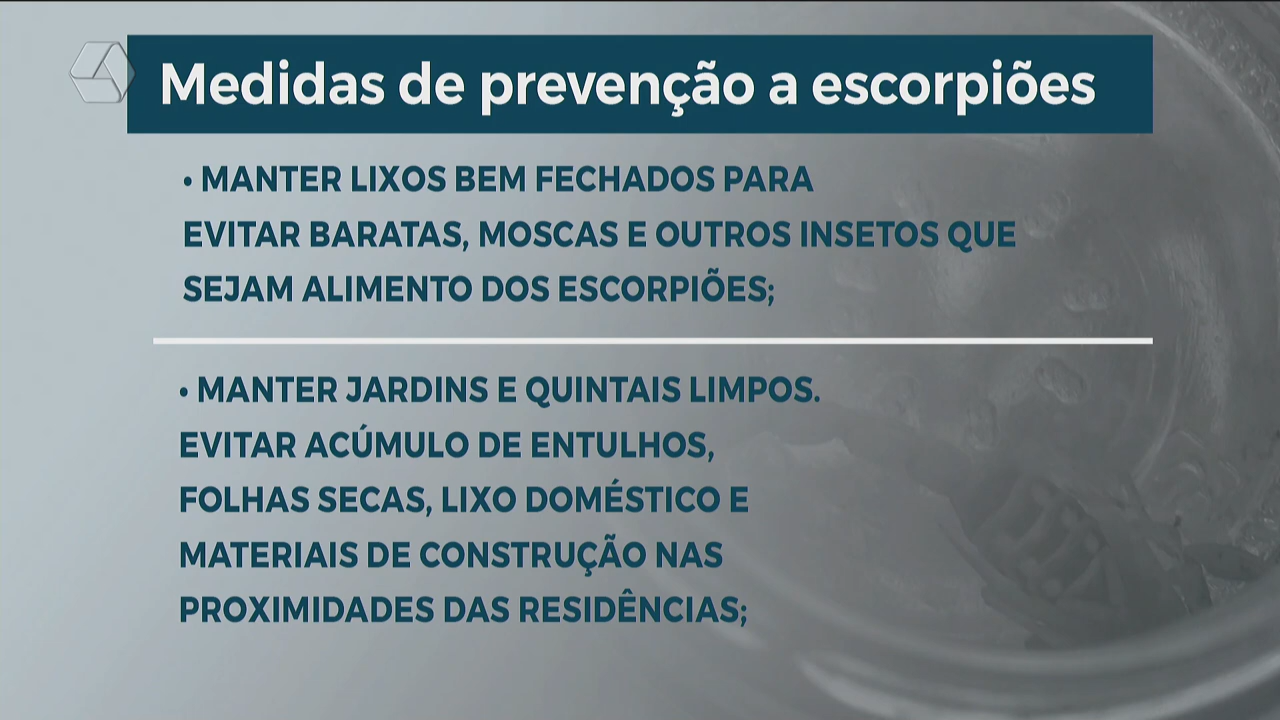 Medidas de prevenção a escorpiões
• MANTER LIXOS BEM FECHADOS PARA
EVITAR BARATAS, MOSCAS E OUTROS INSETOS QUE
SEJAM ALIMENTO DOS ESCORPIÕES;
• MANTER JARDINS E QUINTAIS LIMPOS.
EVITAR ACÚMULO DE ENTULHOS,
FOLHAS SECAS, LIXO DOMÉSTICO E
MATERIAIS DE CONSTRUÇÃO NAS
PROXIMIDADES DAS RESIDÊNCIAS;